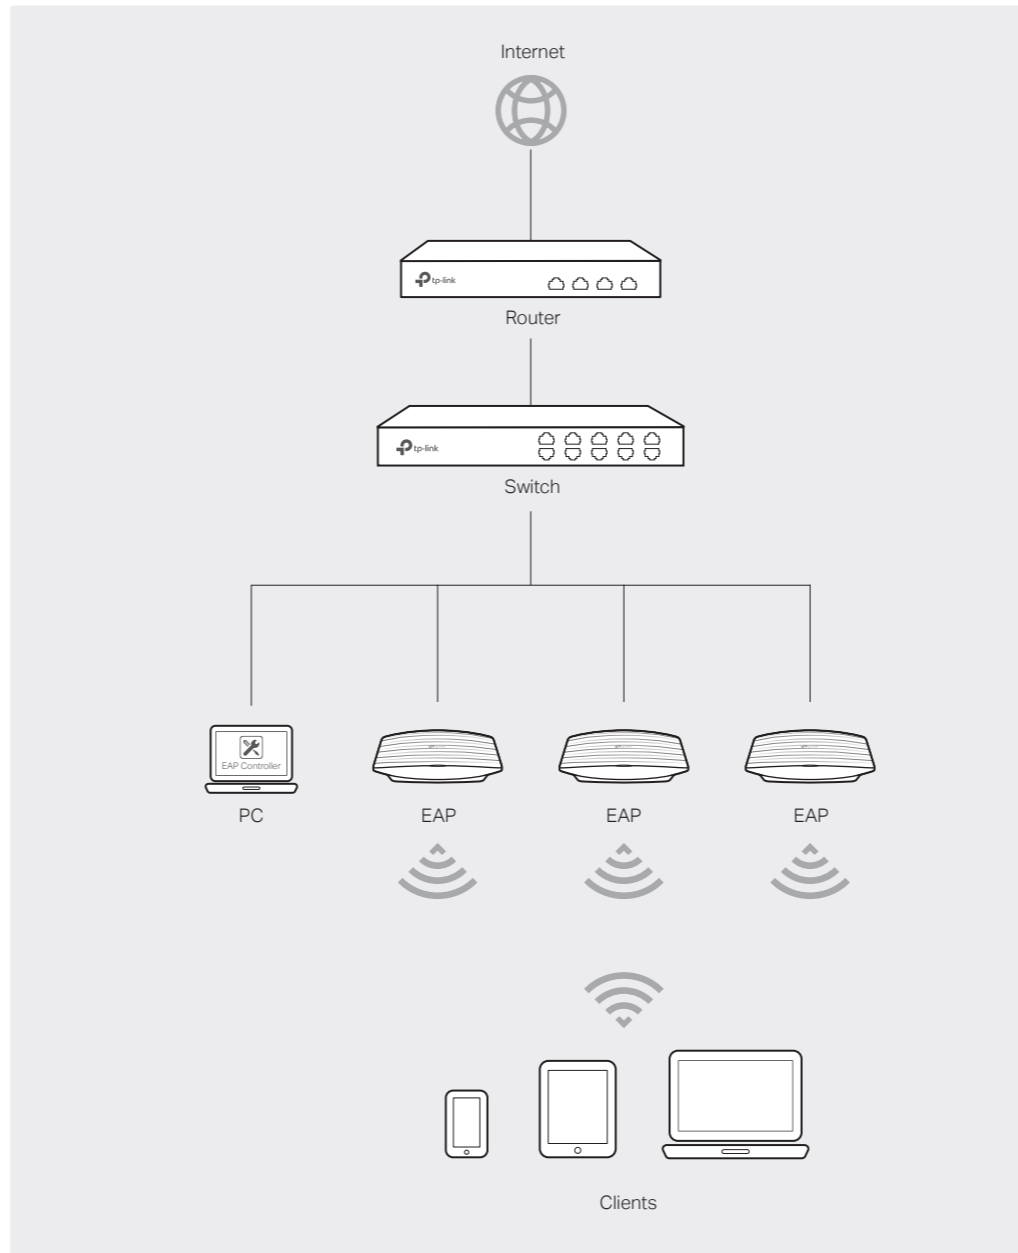 Internet
tp-link
Router
tp-link
Switch
EAP Controller
PC
EAP
EAP
EAP
Clients